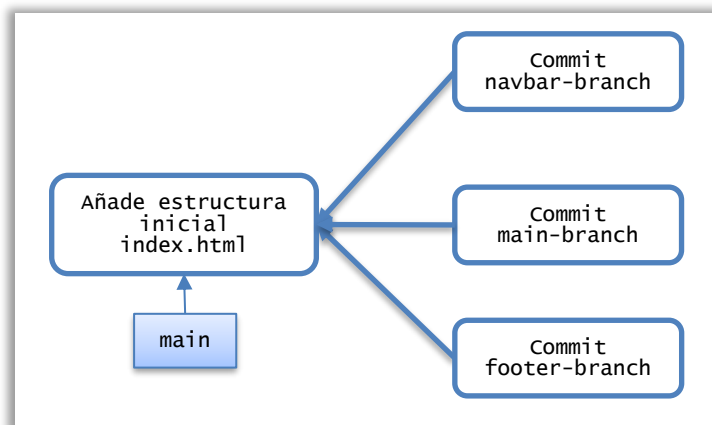 Commit
navbar-branch
Añade estructura
inicial
index.html
Commit
main-branch
main
Commit
footer-branch